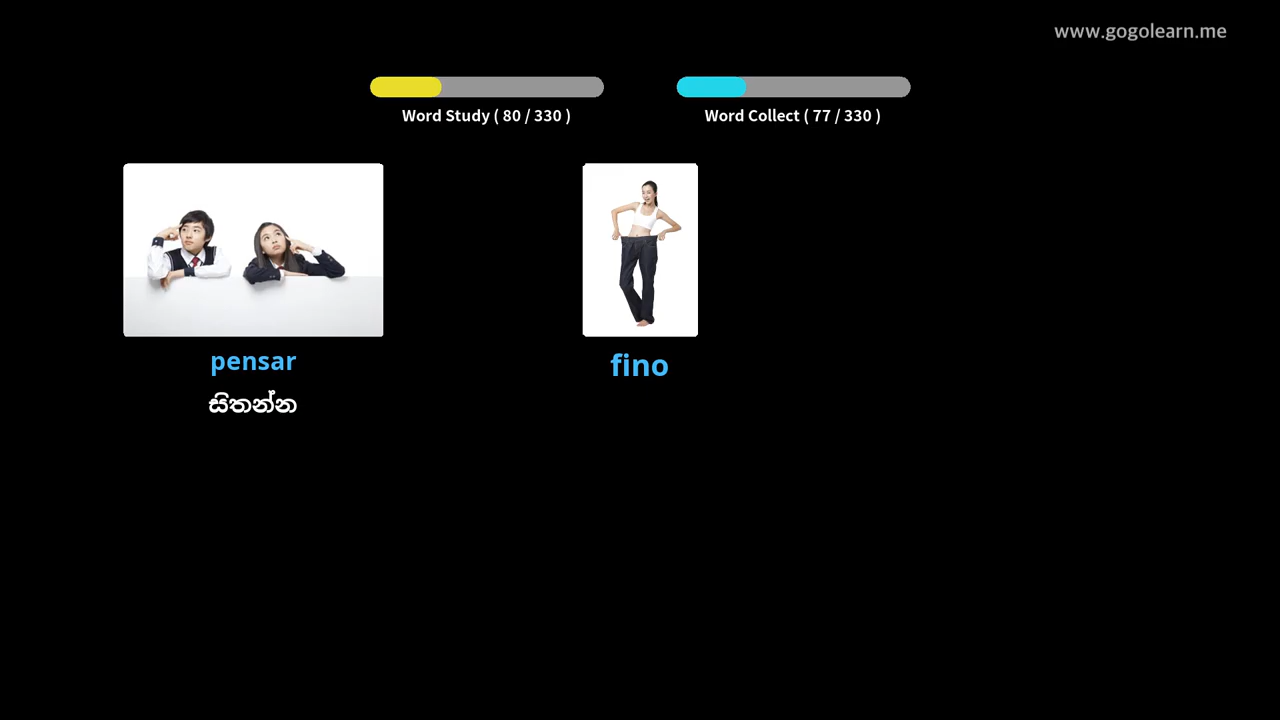 www.gogolearn.me
Word Study ( 80 / 330 )
Word Collect ( 77 / 330 )
pensar
සිතන්න
fino